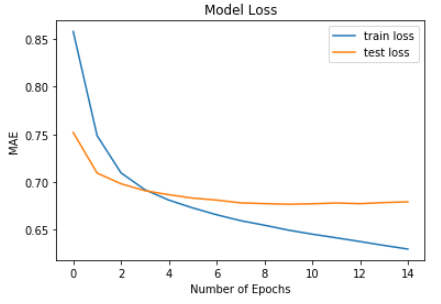 Model Loss
train loss
test loss
0.85
0.80
0.75
0.70
0.65
MAE
0 2 4 6 8 10 12 14
Number of Epochs